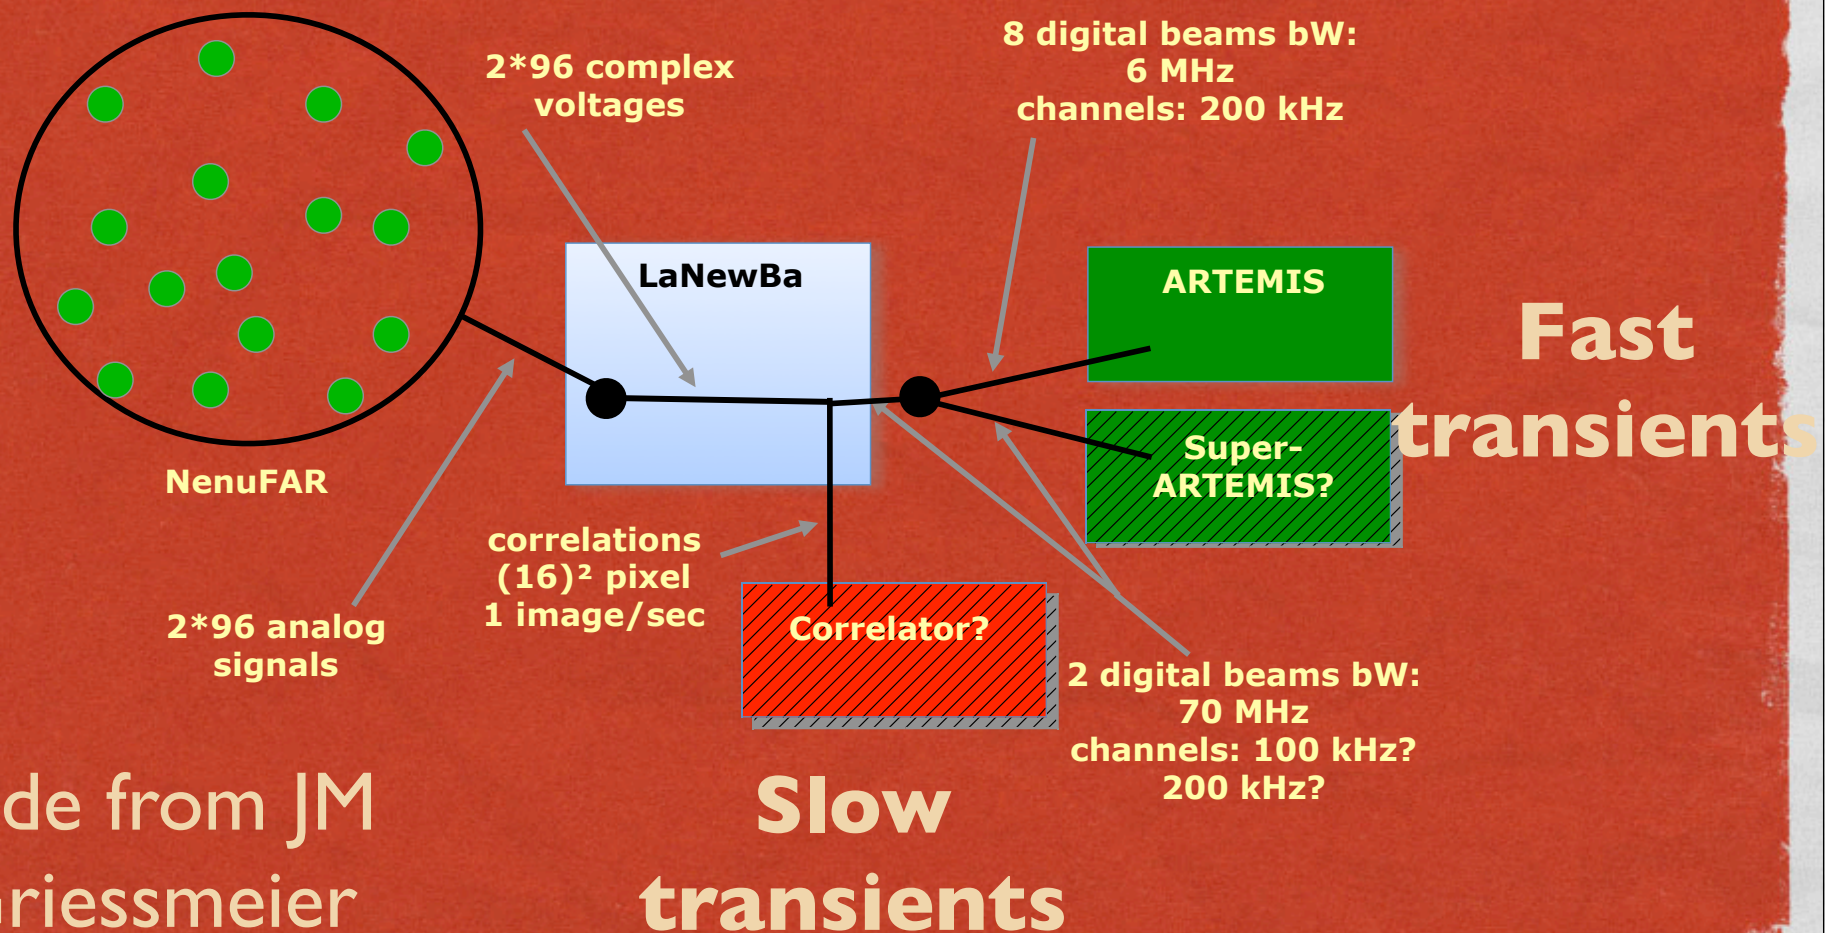 8 digital beams bW:
6 MHz
channels: 200 kHz
2*96 complex
voltages
LaNewBa
ARTEMIS
Fast
transients
Super-
ARTEMIS?
NenuFAR
correlations
(16)² pixel
1 image/sec
2*96 analog
signals
Correlator?
2 digital beams bW:
70 MHz
channels: 100 kHz?
200 kHz?
de from JM
riessmeier
Slow
transients